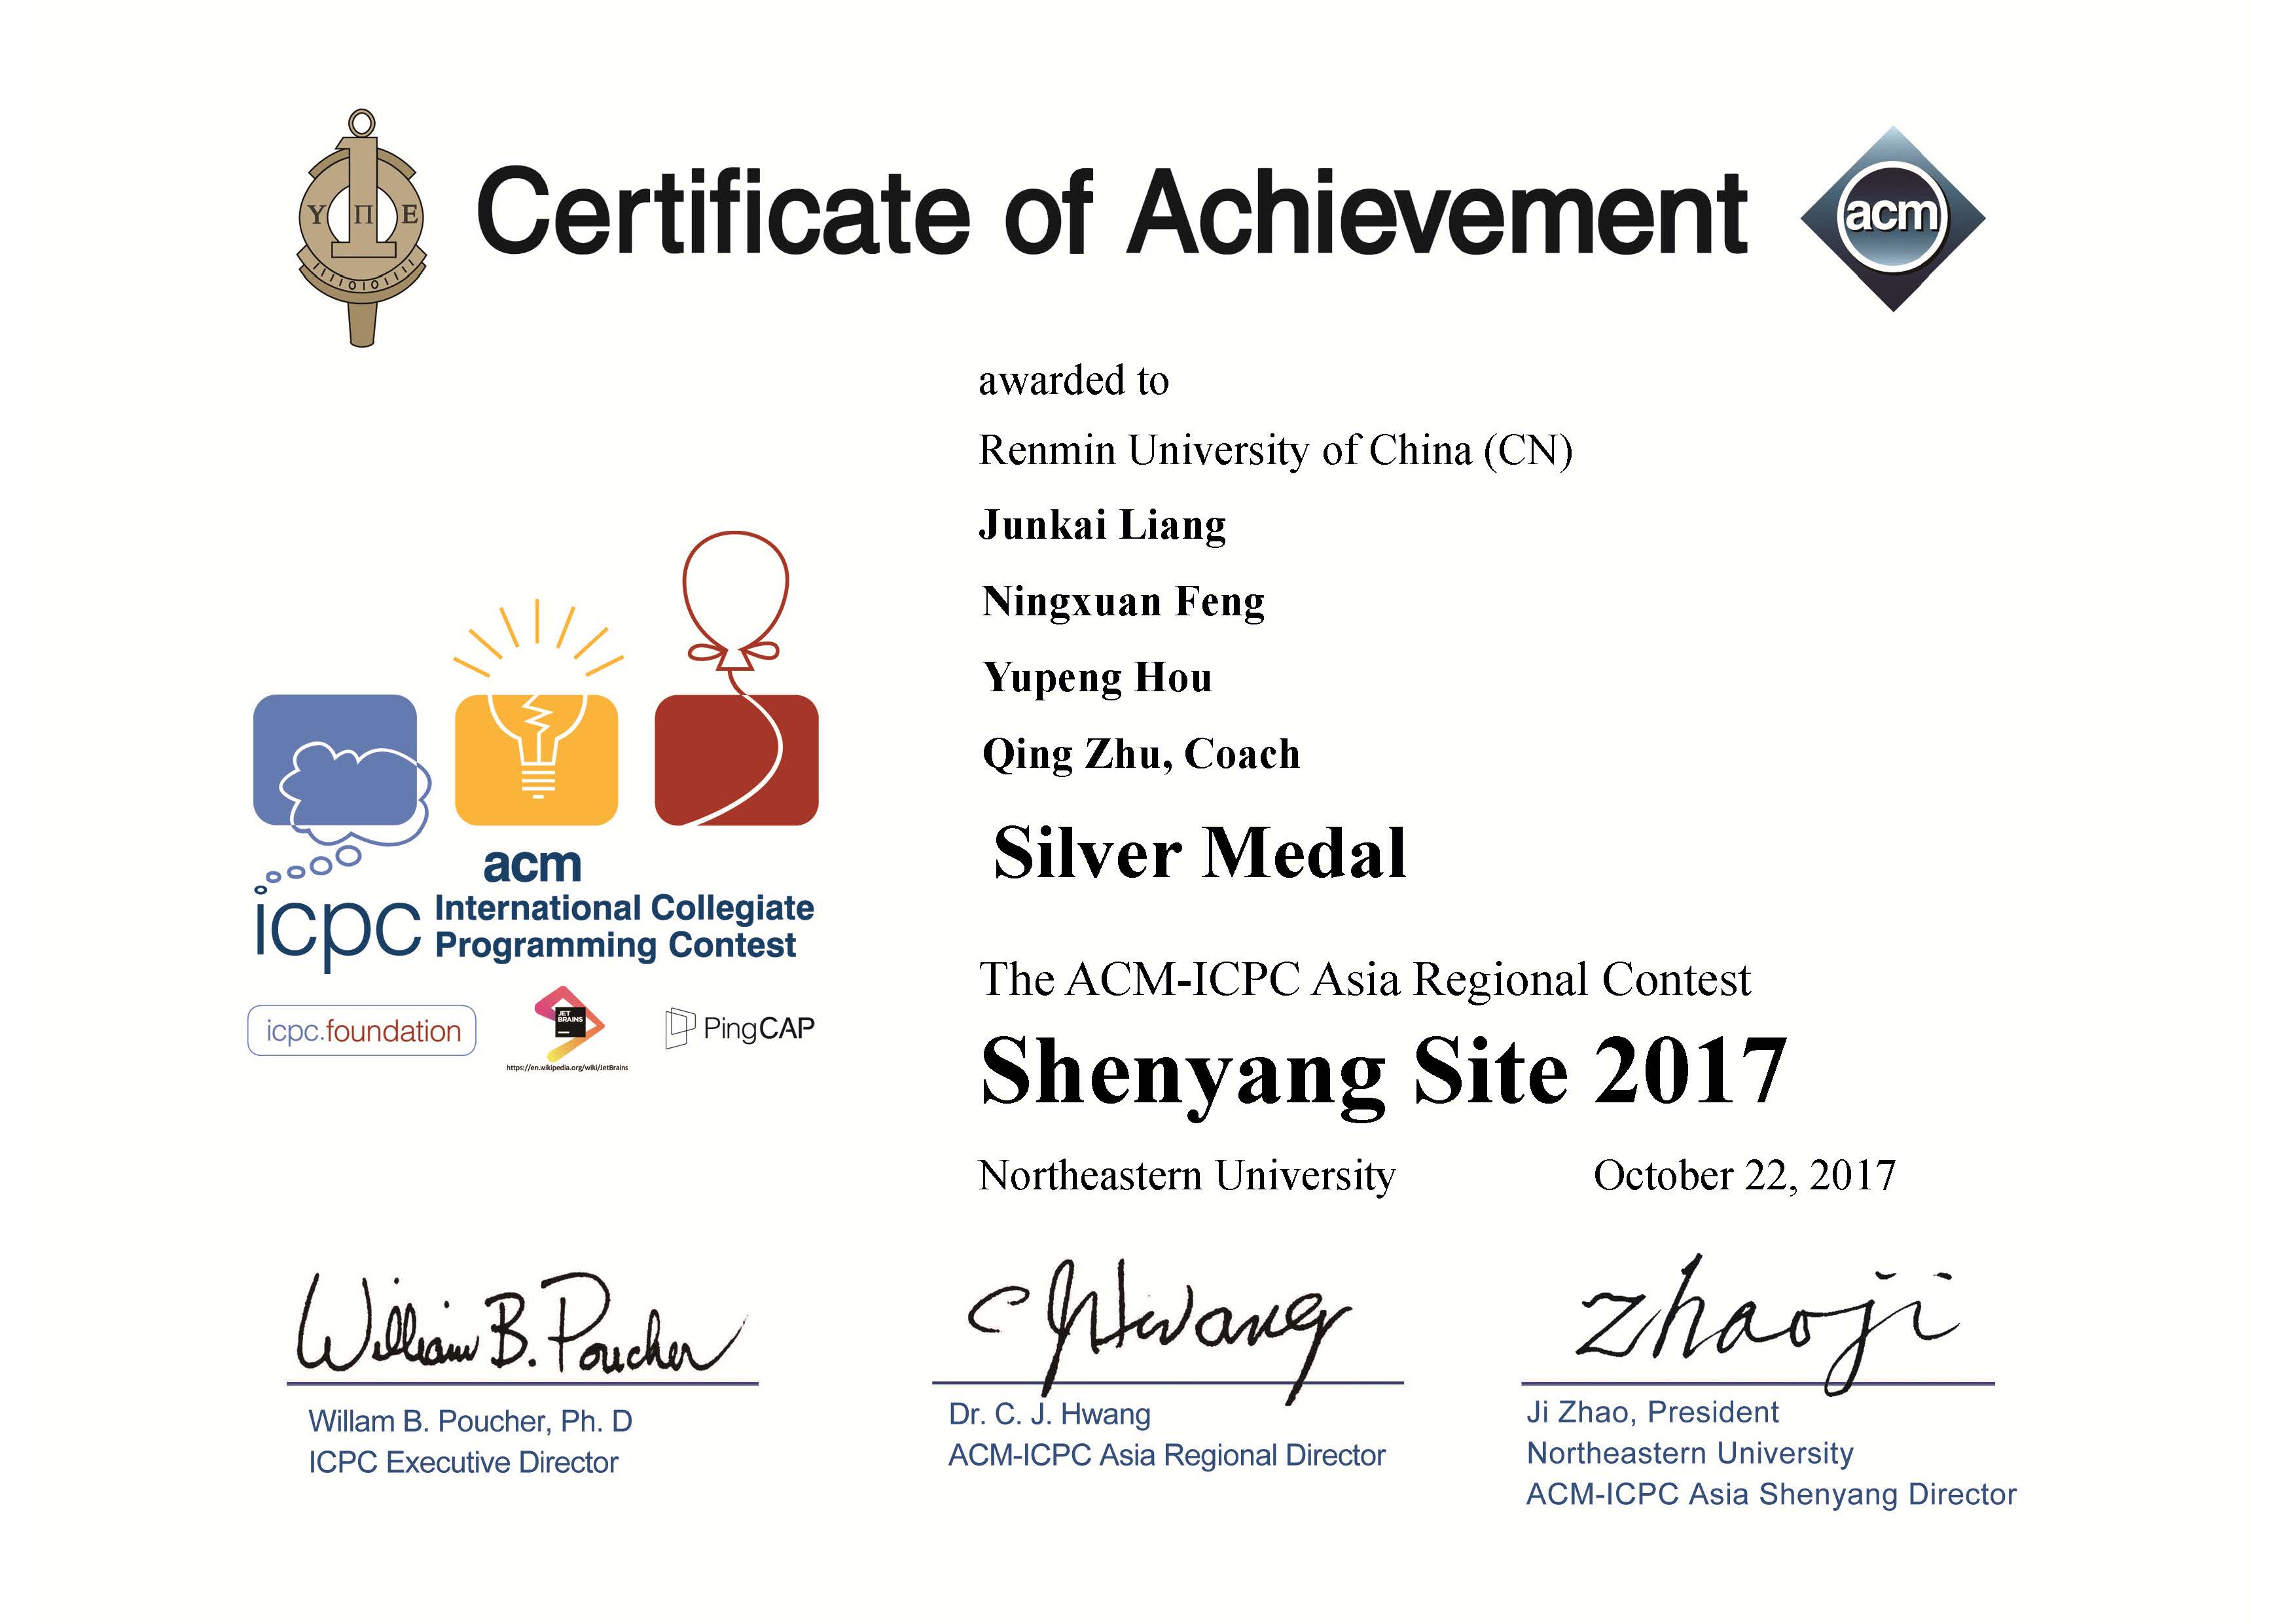 Υ Π Ε
Certificate of Achievement
acm
awarded to
Renmin University of China (CN)
Junkai Liang
Ningxuan Feng
Yupeng Hou
Qing Zhu, Coach
Silver Medal
acm
icpc International Collegiate
Programming Contest
icpc.foundation
JET
BRAINS
https://en.wikipedia.org/wiki/JetBrains
PingCAP
The ACM-ICPC Asia Regional Contest
Shenyang Site 2017
Northeastern University October 22, 2017
William B. Poucher
Willam B. Poucher, Ph. D
ICPC Executive Director
C J Hwang
Dr. C. J. Hwang
ACM-ICPC Asia Regional Director
zhaoji
Ji Zhao, President
Northeastern University
ACM-ICPC Asia Shenyang Director